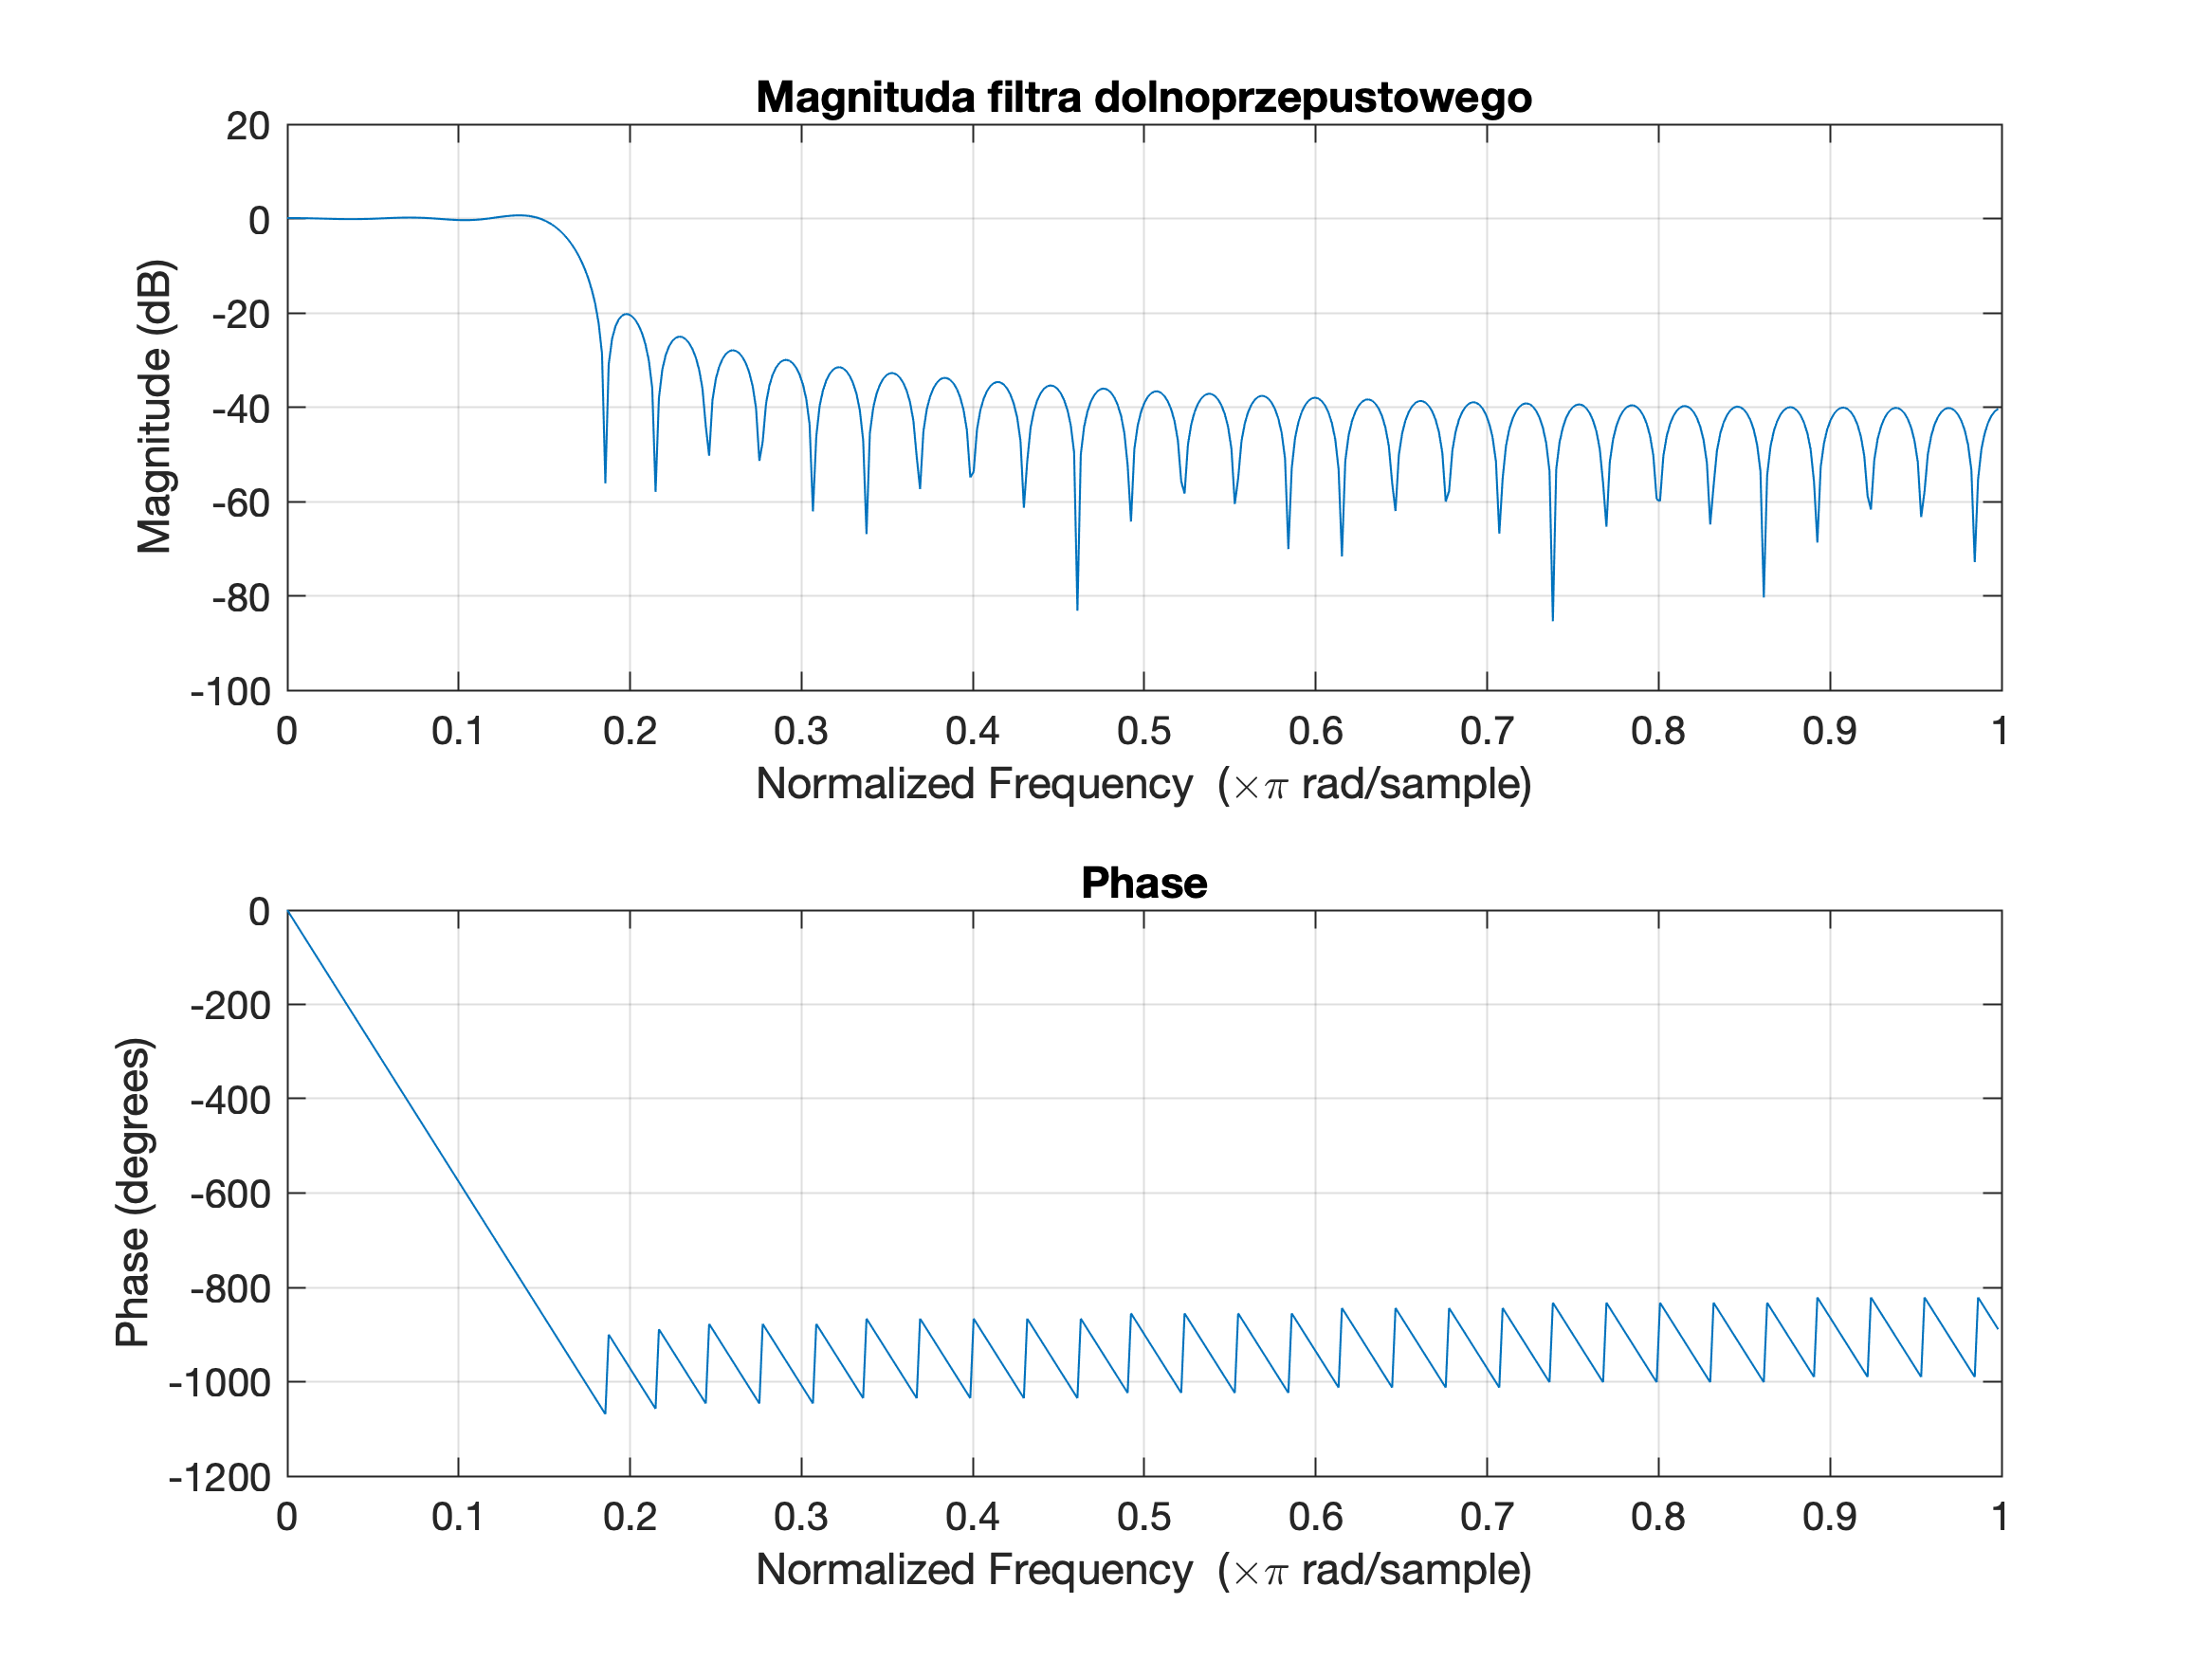 Magnituda filtra dolnoprzepustowego
20
0
-20
-40
-60
-80
-100
Magnitude (dB)
0 0.1 0.2 0.3 0.4 0.5 0.6 0.7 0.8 0.9 1
Normalized Frequency (×π rad/sample)
Phase
0
-200
-400
-600
-800
-1000
-1200
Phase (degrees)
0 0.1 0.2 0.3 0.4 0.5 0.6 0.7 0.8 0.9 1
Normalized Frequency (×π rad/sample)